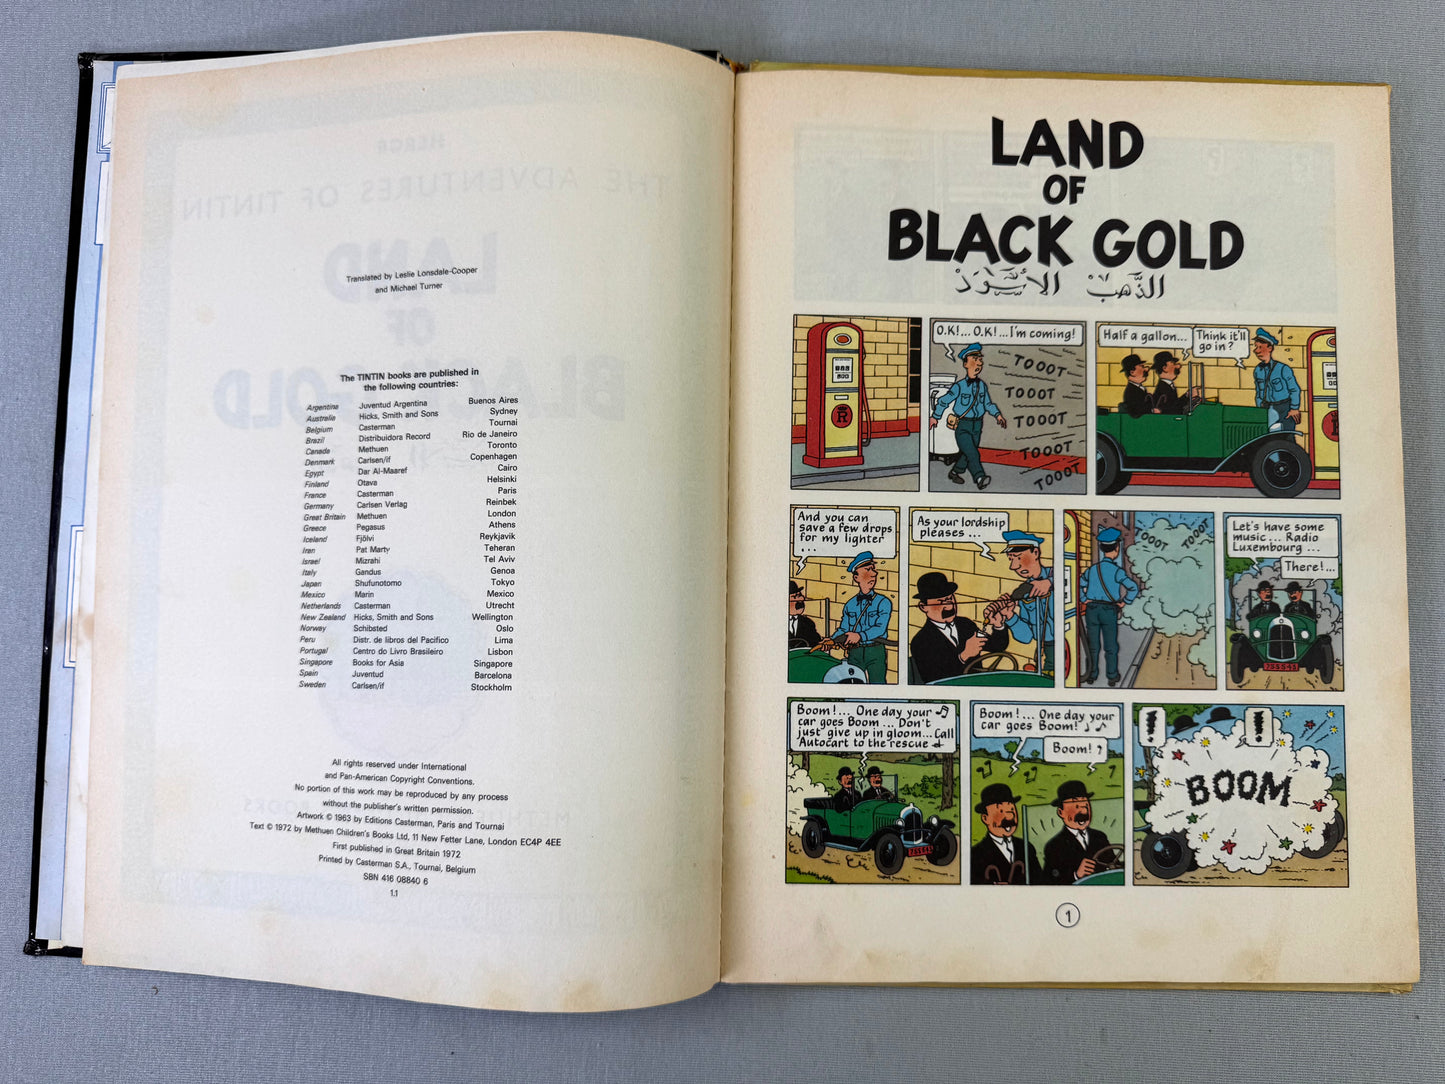 Translated by Leslie Lonsdale-Cooper
and Michael Turner
The TINTIN books are published in
the following countries:
Argentina Juventud Argentina Buenos Aires
Australia Hicks, Smith and Sons Sydney
Belgium Casterman Tournai
Brazil Distribuidora Record Rio de Janeiro
Canada Methuen Toronto
Denmark Carlsen/if Copenhagen
Egypt Dar Al-Maaref Cairo
Finland Otava Helsinki
France Casterman Paris
Germany Carlsen Verlag Reinbek
Great Britain Methuen London
Greece Pegasus Athens
Iceland Fjölvi Reykjavik
Iran Pat Marty Teheran
Israel Mizrahi Tel Aviv
Italy Gandus Genoa
Japan Shufunotomo Tokyo
Mexico Marin Mexico
Netherlands Casterman Utrecht
New Zealand Hicks, Smith and Sons Wellington
Norway Schibsted Oslo
Peru Distr. de libros del Pacifico Lima
Portugal Centro do Livro Brasileiro Lisbon
Singapore Books for Asia Singapore
Spain Juventud Barcelona
Sweden Carlsen/if Stockholm
All rights reserved under International
and Pan-American Copyright Conventions.
No portion of this work may be reproduced by any process
without the publisher's written permission.
Artwork © 1963 by Editions Casterman, Paris and Tournai
Text © 1972 by Methuen Children's Books Ltd, 11 New Fetter Lane, London EC4P 4EE
First published in Great Britain 1972
Printed by Casterman S.A., Tournai, Belgium
SBN 416 08840 6
1.1
LAND
OF
BLACK GOLD
الذَّهب الأسْوَد
R
O.K!... O.K!... I'm coming!
TOOOT
TOOOT
TOOOT
TOOOT
TOOOT
Half a gallon...
Think it'll
go in?
R
And you can
save a few drops
for my lighter
...
As your lordship
pleases...
TOOOT
TOOOT
Let's have some
music... Radio
Luxembourg...
There!...
Boom!... One day your
car goes Boom... Don't
just give up in gloom... Call
Autocart to the rescue
Boom!... One day your
car goes Boom!
Boom!
!
!
BOOM
1